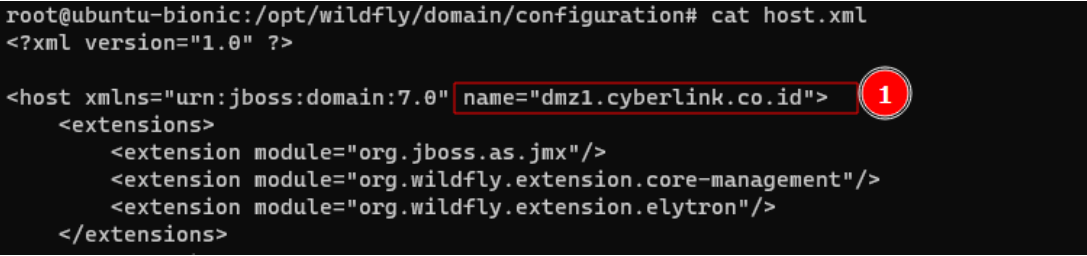 root@ubuntu-bionic:/opt/wildfly/domain/configuration# cat host.xml
<?xml version="1.0" ?>
<host xmlns="urn:jboss:domain:7.0" name="dmz1.cyberlink.co.id"> 1
    <extensions>
        <extension module="org.jboss.as.jmx"/>
        <extension module="org.wildfly.extension.core-management"/>
        <extension module="org.wildfly.extension.elytron"/>
    </extensions>